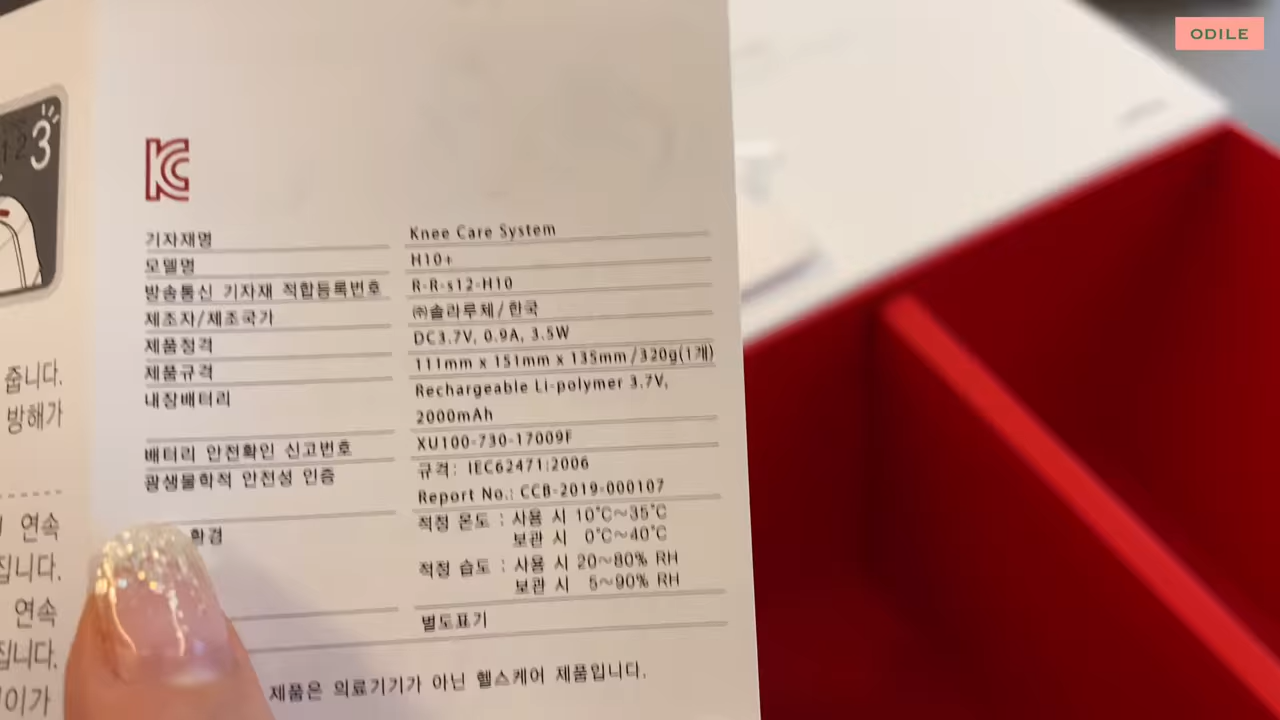 ODILE
1 2 3
KC
기자재명 Knee Care System
모델명 H10+
방송통신 기자재 적합등록번호 R-R-s12-H10
제조자/제조국가 ㈜솔라루체/한국
제품정격 DC3.7V, 0.9A, 3.5W
제품규격 111mm x 151mm x 135mm/320g(1개)
내장배터리 Rechargeable Li-polymer 3.7V,
2000mAh
배터리 안전확인 신고번호 XU100-730-17009F
광생물학적 안전성 인증 규격: IEC62471:2006
Report No.: CCB-2019-000107
환경 적정 온도 : 사용 시 10℃~35℃
보관 시 0℃~40℃
적정 습도 : 사용 시 20~80% RH
보관 시 5~90% RH
별도표기
제품은 의료기기가 아닌 헬스케어 제품입니다.
줍니다.
방해가
연속
집니다.
연속
집니다.
이가